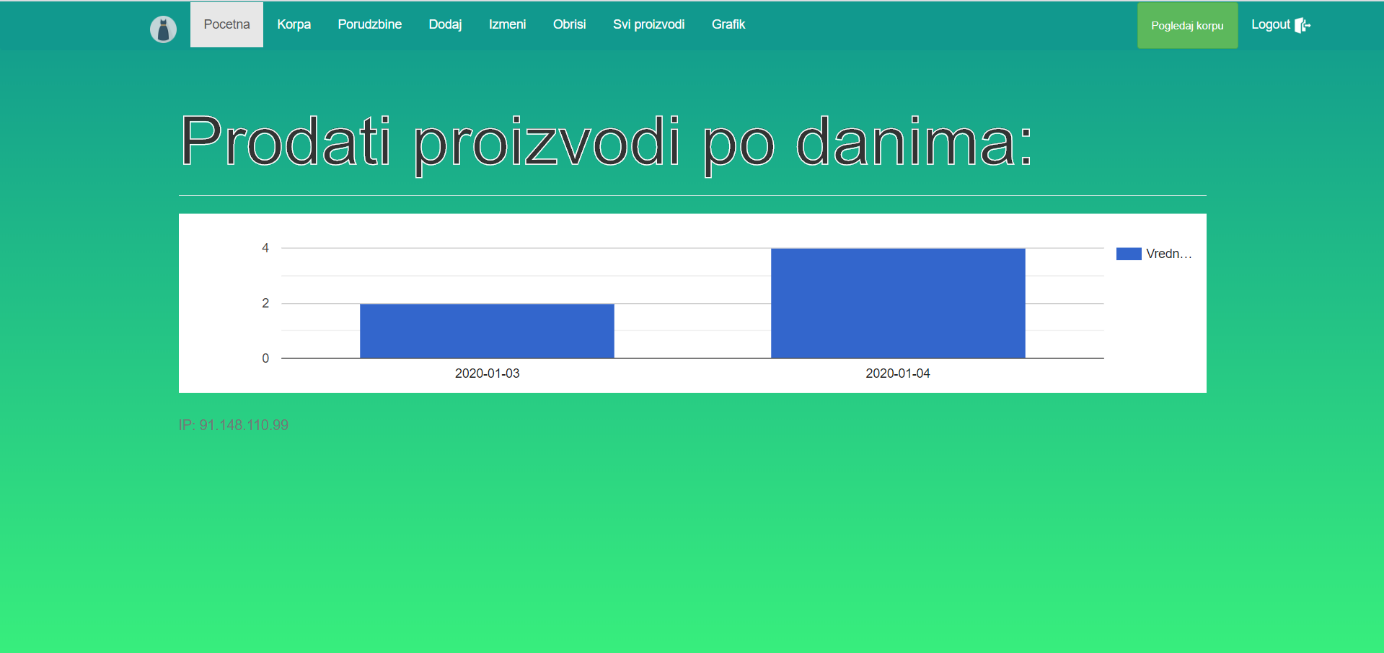 Pocetna Korpa Porudzbine Dodaj Izmeni Obrisi Svi proizvodi Grafik Pogledaj korpu Logout
Prodati proizvodi po danima:
4 Vredn...
2
0
2020-01-03 2020-01-04
IP: 91.148.110.99